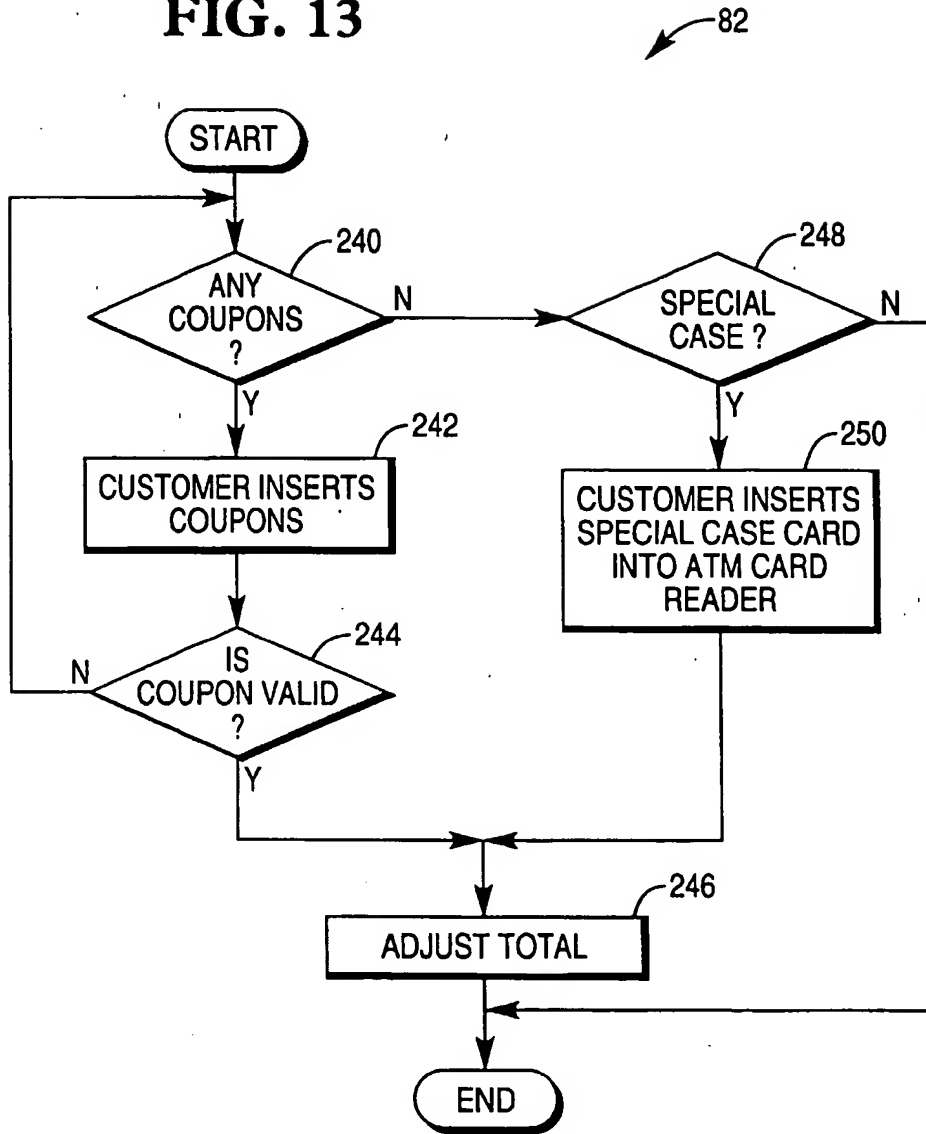 FIG. 13
82
START
240
ANY
COUPONS
?
N
Y
248
SPECIAL
CASE ?
N
Y
242
CUSTOMER INSERTS
COUPONS
250
CUSTOMER INSERTS
SPECIAL CASE CARD
INTO ATM CARD
READER
244
IS
COUPON VALID
?
N
Y
246
ADJUST TOTAL
END